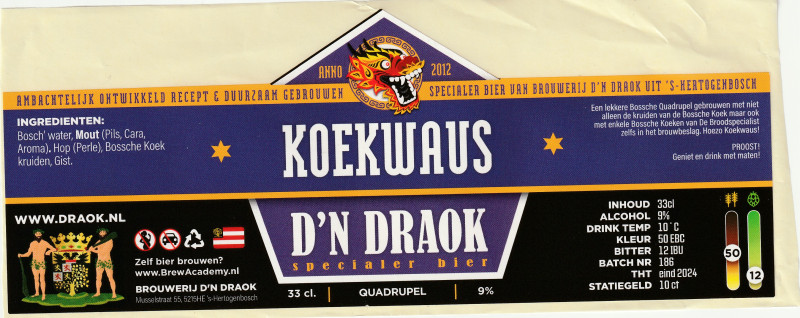 ANNO 2012
AMBACHTELIJK ONTWIKKELD RECEPT & DUURZAAM GEBROUWEN
SPECIALER BIER VAN BROUWERIJ D'N DRAOK UIT 'S-HERTOGENBOSCH
INGREDIENTEN:
Bosch' water, Mout (Pils, Cara,
Aroma). Hop (Perle), Bossche Koek
kruiden, Gist.
KOEKWAUS
Een lekkere Bossche Quadrupel gebrouwen met niet
alleen de kruiden van de Bossche Koek maar ook
met enkele Bossche Koeken van De Broodspecialist
zelfs in het brouwbeslag. Hoezo Koekwaus!
PROOST!
Geniet en drink met maten!
WWW.DRAOK.NL
Zelf bier brouwen?
www.BrewAcademy.nl
BROUWERIJ D'N DRAOK
Musselstraat 55, 5215HE 's-Hertogenbosch
D'N DRAOK
specialer bier
33 cl. | QUADRUPEL | 9%
INHOUD 33cl
ALCOHOL 9%
DRINK TEMP 10°C
KLEUR 50 EBC
BITTER 12 IBU
BATCH NR 186
THT eind 2024
STATIEGELD 10 ct
50
12